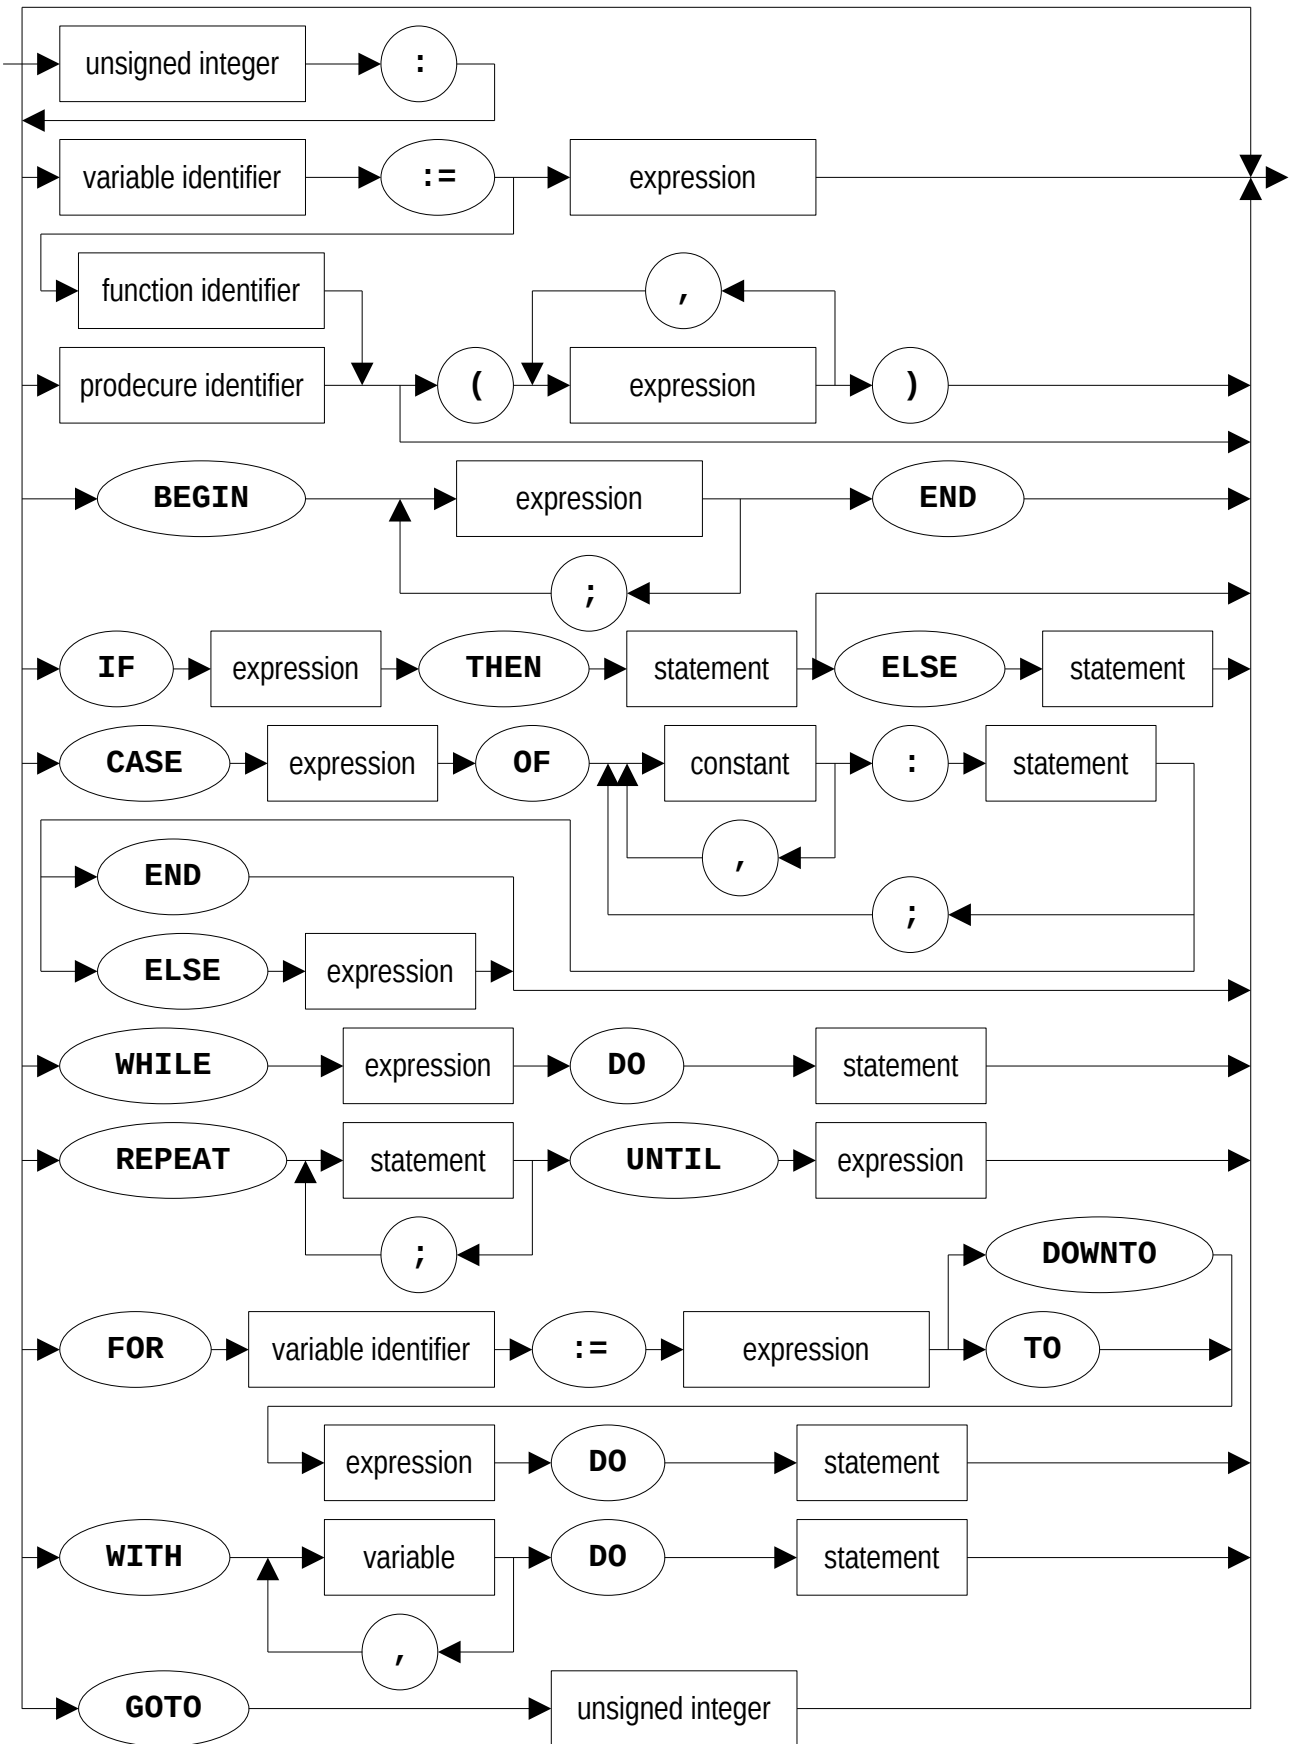 unsigned integer :
variable identifier := expression
function identifier ,
prodecure identifier ( expression )
BEGIN expression END
;
IF expression THEN statement ELSE statement
CASE expression OF constant : statement
,
END
;
ELSE expression
WHILE expression DO statement
REPEAT statement UNTIL expression
;
DOWNTO
FOR variable identifier := expression TO
expression DO statement
WITH variable DO statement
,
GOTO unsigned integer